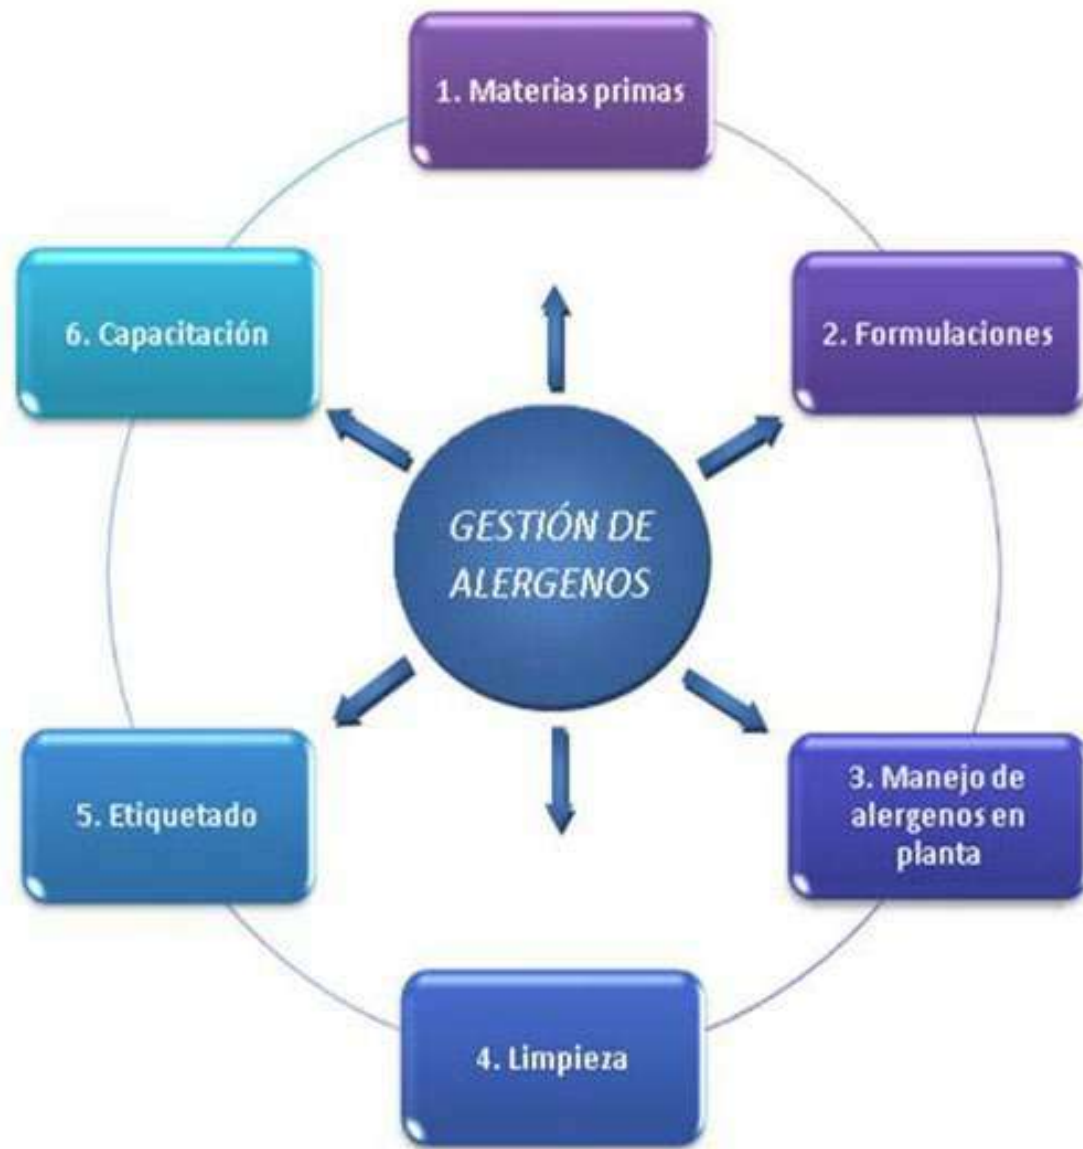 1. Materias primas
2. Formulaciones
3. Manejo de
alergenos en
planta
4. Limpieza
5. Etiquetado
6. Capacitación
GESTIÓN DE
ALERGENOS